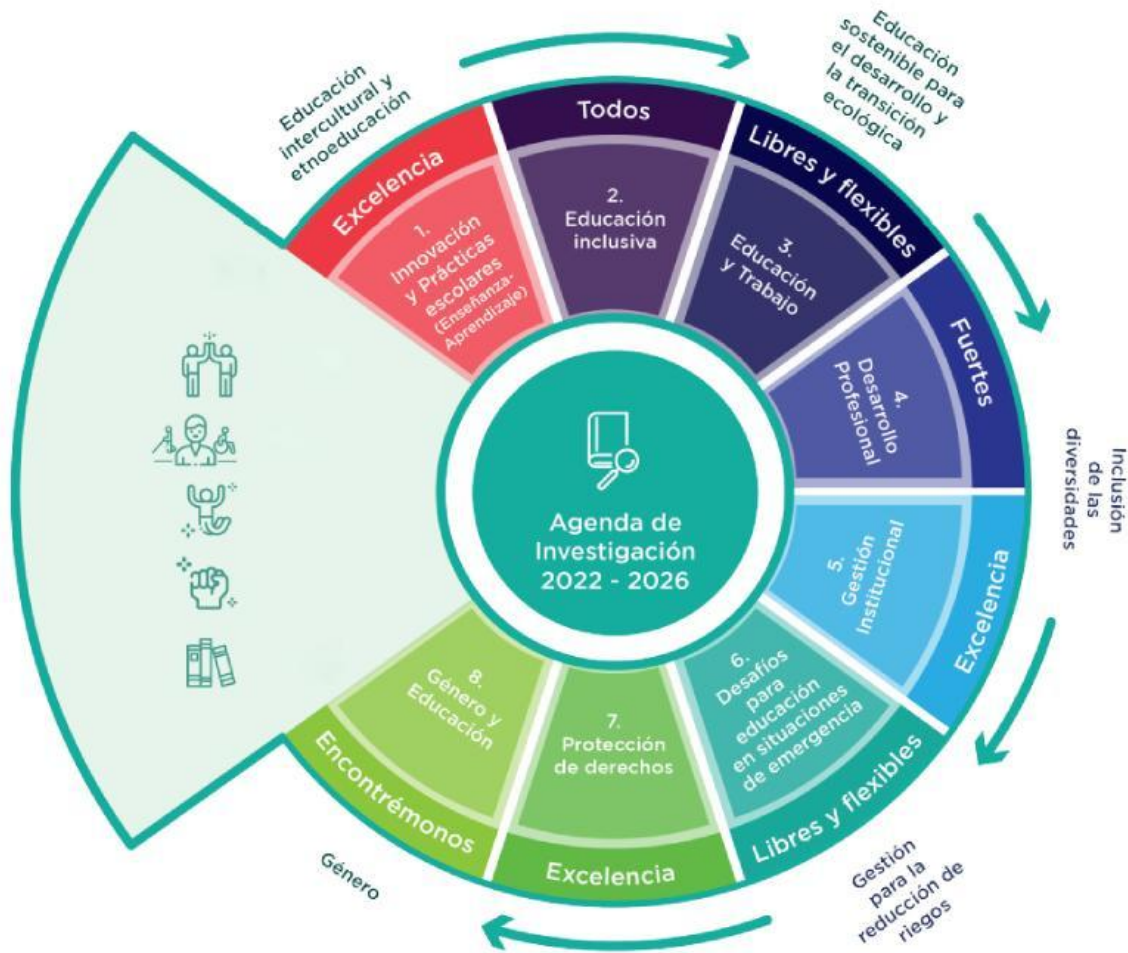 Educación
intercultural y
etnoeducación
Educación
sostenible para
el desarrollo y
la transición
ecológica
Inclusión
de las
diversidades
Gestión
para la
reducción de
riegos
Género
Excelencia
1.
Innovación
y Prácticas
escolares
(Enseñanza-
Aprendizaje)
Todos
2.
Educación
inclusiva
Libres y flexibles
3.
Educación
y Trabajo
Fuertes
4.
Desarrollo
Profesional
Excelencia
5.
Gestión
Institucional
Libres y flexibles
6.
Desafíos
para
educación
en situaciones
de emergencia
Excelencia
7.
Protección
de derechos
Encontrémonos
8.
Género y
Educación
Agenda de
Investigación
2022 - 2026